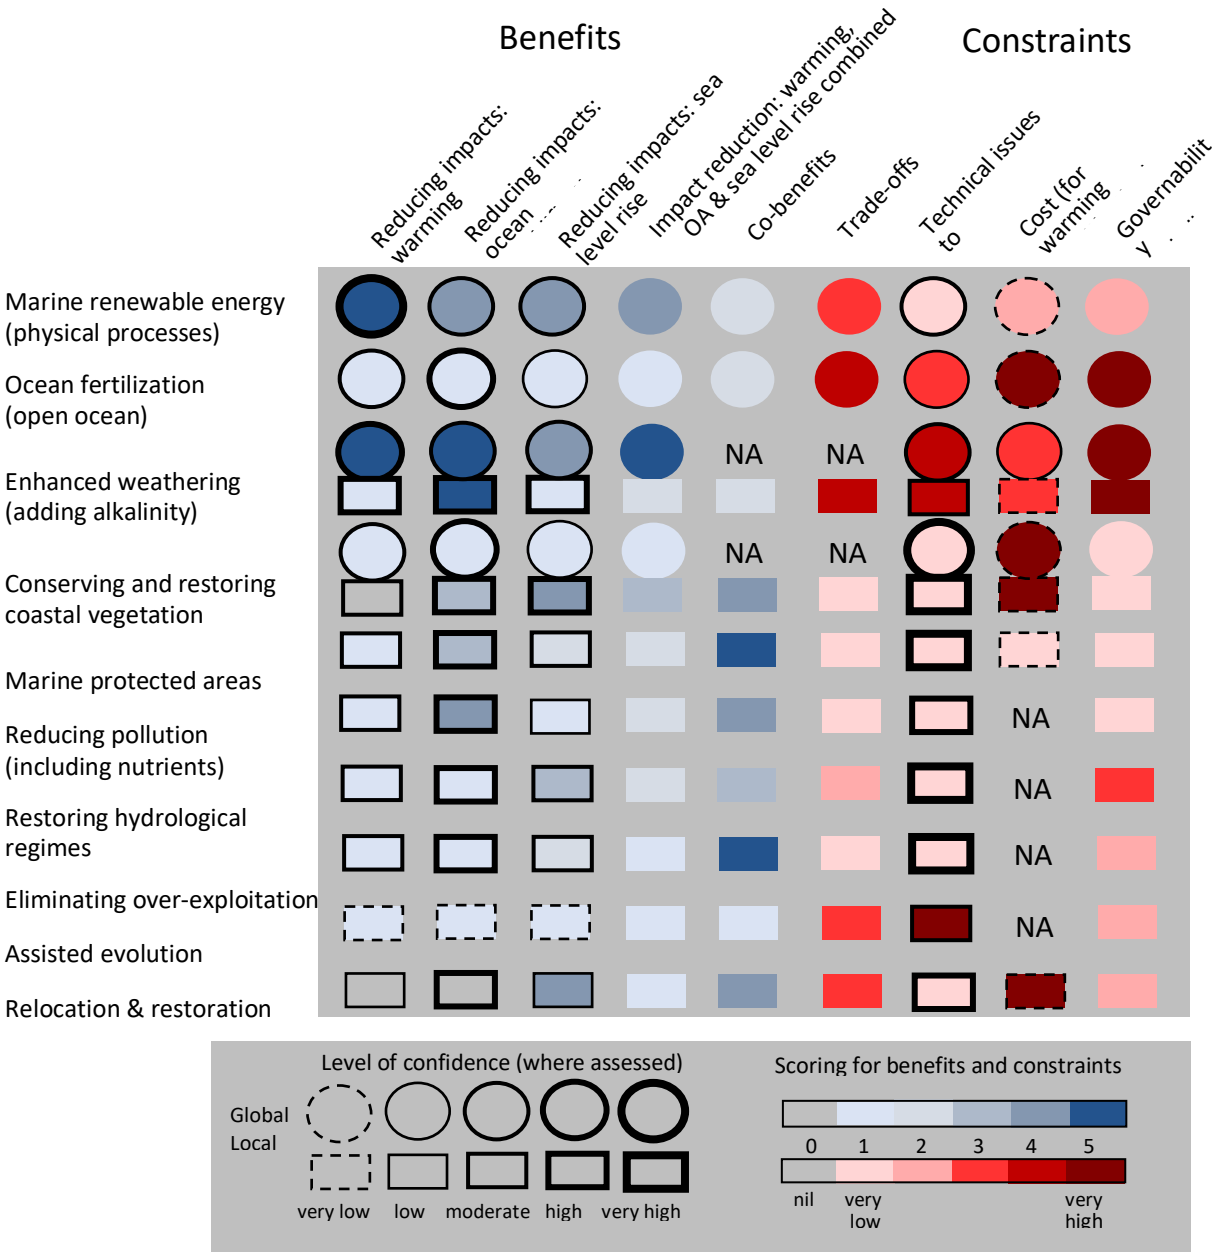 Benefits
Constraints
Reducing impacts:
warming
Reducing impacts:
ocean
Reducing impacts: sea
level rise
Impact reduction: warming,
OA & sea level rise combined
Co-benefits
Trade-offs
Technical issues
to
Cost (for
warming
Governabilit
y
Marine renewable energy
(physical processes)
Ocean fertilization
(open ocean)
NA NA
Enhanced weathering
(adding alkalinity)
NA NA
Conserving and restoring
coastal vegetation
Marine protected areas
NA
Reducing pollution
(including nutrients)
NA
Restoring hydrological
regimes
NA
Eliminating over-exploitation
NA
Assisted evolution
Relocation & restoration
Level of confidence (where assessed)
Global
Local
very low low moderate high very high
Scoring for benefits and constraints
0 1 2 3 4 5
nil very low very high